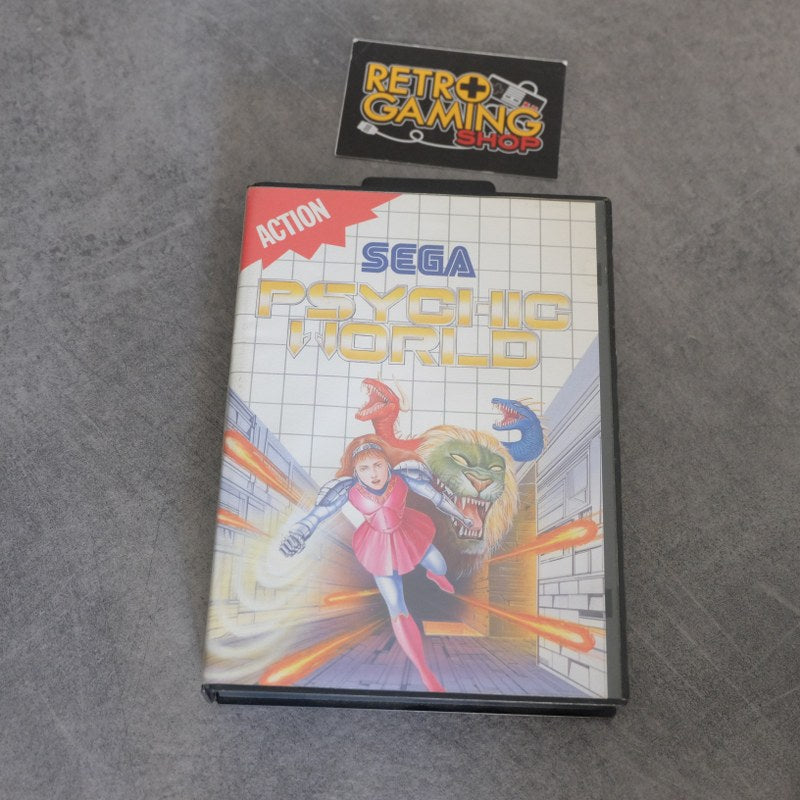 RETRO
GAMING
SHOP
ACTION
SEGA
PSYCHIC
WORLD